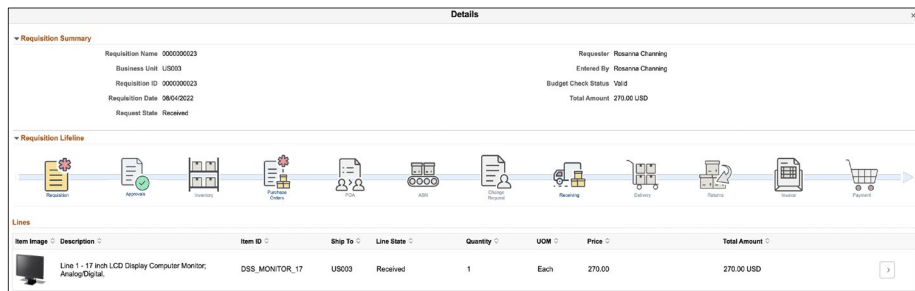 Details
×
Requisition Summary
Requisition Name 0000000023
Requester Rosanna Channing
Business Unit US003
Entered By Rosanna Channing
Requisition ID 0000000023
Budget Check Status Valid
Requisition Date 08/04/2022
Total Amount 270.00 USD
Request State Received
Requisition Lifeline
Requisition
Approvals
Inventory
Purchase
Orders
POA
ASN
Change
Request
Receiving
Delivery
Returns
Invoice
Payment
Lines
Item Image Description Item ID Ship To Line State Quantity UOM Price Total Amount
Line 1 - 17 inch LCD Display Computer Monitor;
Analog/Digital,
DSS_MONITOR_17 US003 Received 1 Each 270.00 270.00 USD